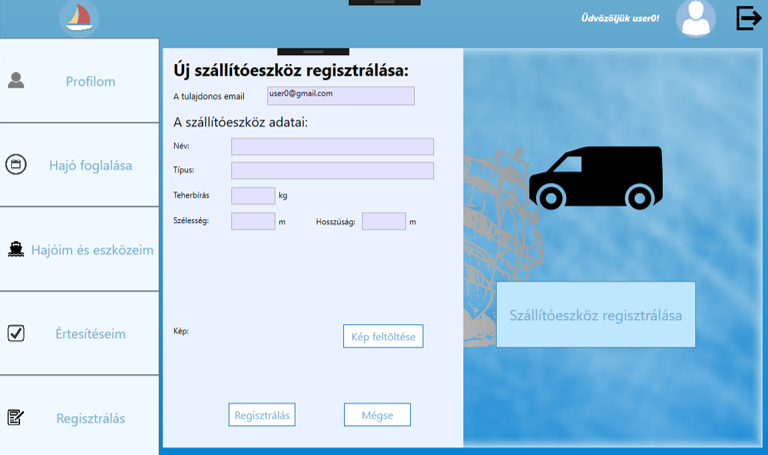 Üdvözöljük user0!
Profilom
Hajó foglalása
Hajóim és eszközeim
Értesítéseim
Regisztrálás
Új szállítóeszköz regisztrálása:
A tulajdonos email user0@gmail.com
A szállítóeszköz adatai:
Név:
Típus:
Teherbírás kg
Szélesség: m Hosszúság: m
Kép: Kép feltöltése
Regisztrálás Mégse
Szállítóeszköz regisztrálása